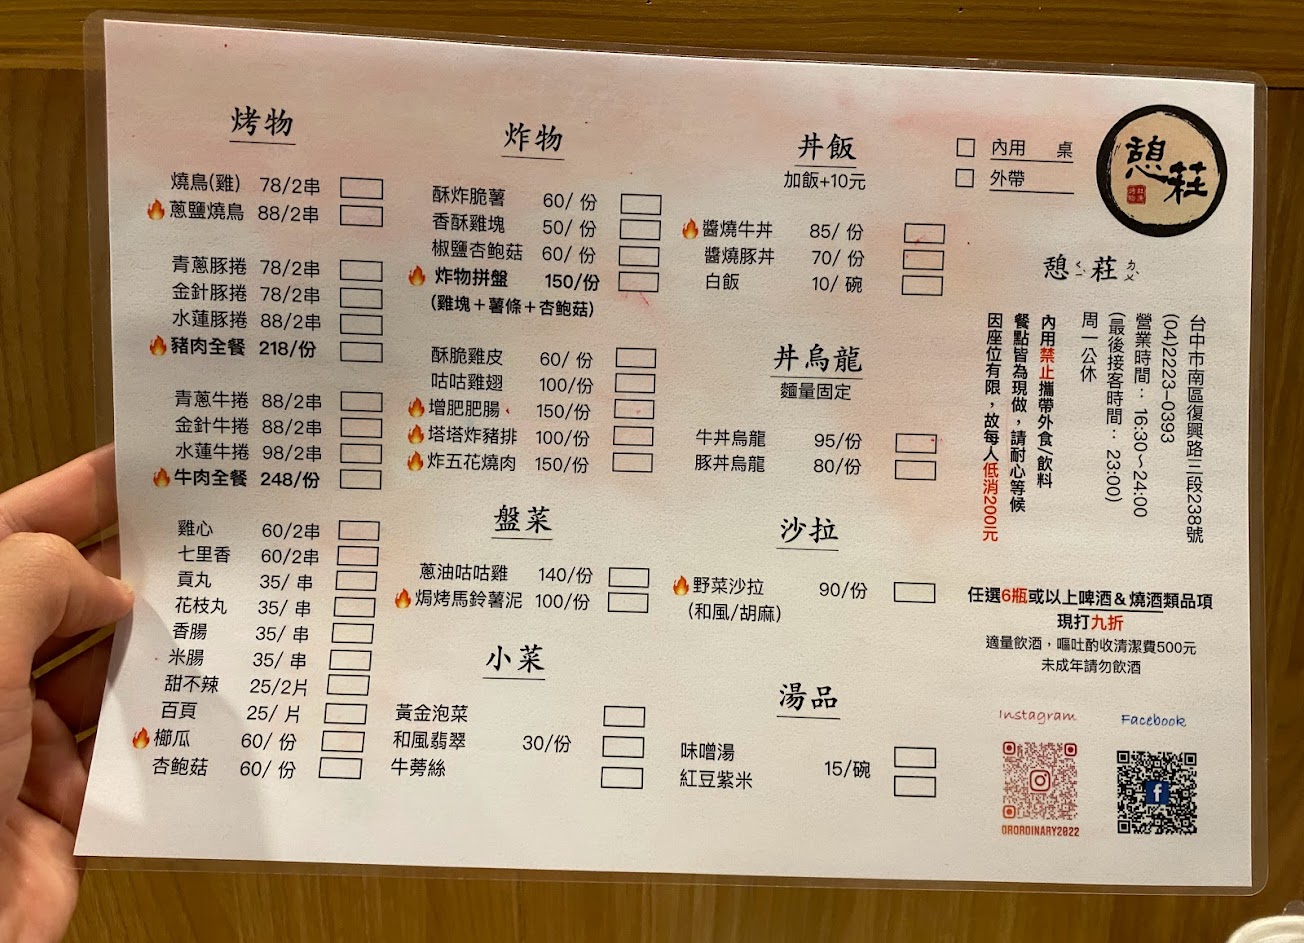 烤物
燒鳥(雞) 78/2串
🔥蔥鹽燒鳥 88/2串
青蔥豚捲 78/2串
金針豚捲 78/2串
水蓮豚捲 88/2串
🔥豬肉全餐 218/份
青蔥牛捲 88/2串
金針牛捲 88/2串
水蓮牛捲 98/2串
🔥牛肉全餐 248/份
雞心 60/2串
七里香 60/2串
貢丸 35/ 串
花枝丸 35/ 串
香腸 35/ 串
米腸 35/ 串
甜不辣 25/2片
百頁 25/ 片
🔥櫛瓜 60/ 份
杏鮑菇 60/ 份
炸物
酥炸脆薯 60/ 份
香酥雞塊 50/ 份
椒鹽杏鮑菇 60/ 份
🔥炸物拼盤 150/份
(雞塊＋薯條＋杏鮑菇)
酥脆雞皮 60/ 份
咕咕雞翅 100/份
🔥增肥肥腸 150/份
🔥塔塔炸豬排 100/份
🔥炸五花燒肉 150/份
盤菜
蔥油咕咕雞 140/份
🔥焗烤馬鈴薯泥 100/份
小菜
黃金泡菜
和風翡翠 30/份
牛蒡絲
丼飯
加飯+10元
🔥醬燒牛丼 85/ 份
醬燒豚丼 70/ 份
白飯 10/ 碗
丼烏龍
麵量固定
牛丼烏龍 95/份
豚丼烏龍 80/份
沙拉
🔥野菜沙拉 90/份
(和風/胡麻)
湯品
味噌湯
紅豆紫米 15/碗
內用 桌
外帶
憩莊
憩ㄑㄧˋ莊ㄓㄨㄤ
台中市南區復興路三段238號
(04)2223-0393
營業時間：16:30~24:00
(最後接客時間：23:00)
周一公休
內用禁止攜帶外食/飲料
餐點皆為現做，請耐心等候
因座位有限，故每人低消200元
任選6瓶或以上啤酒＆燒酒類品項
現打九折
適量飲酒，嘔吐酌收清潔費500元
未成年請勿飲酒
Instagram
Facebook
ORORDINARY2022